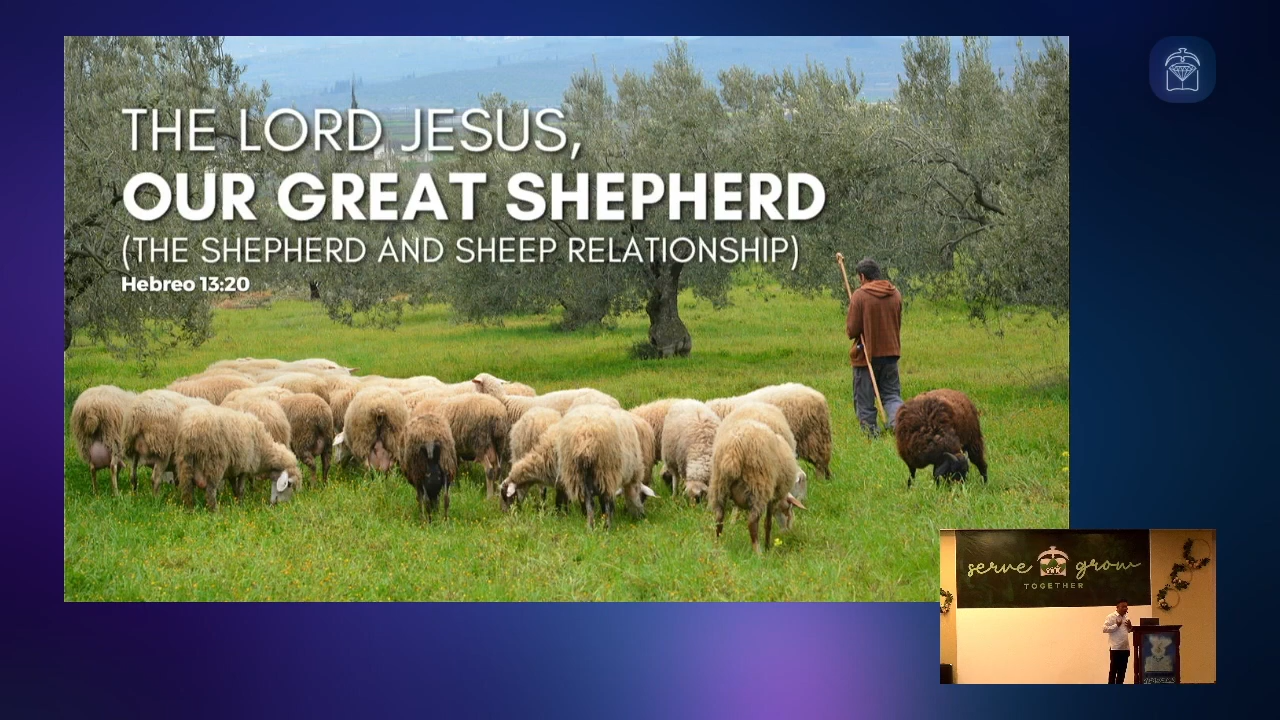 THE LORD JESUS,
OUR GREAT SHEPHERD
(THE SHEPHERD AND SHEEP RELATIONSHIP)
Hebreo 13:20
serve grow
TOGETHER